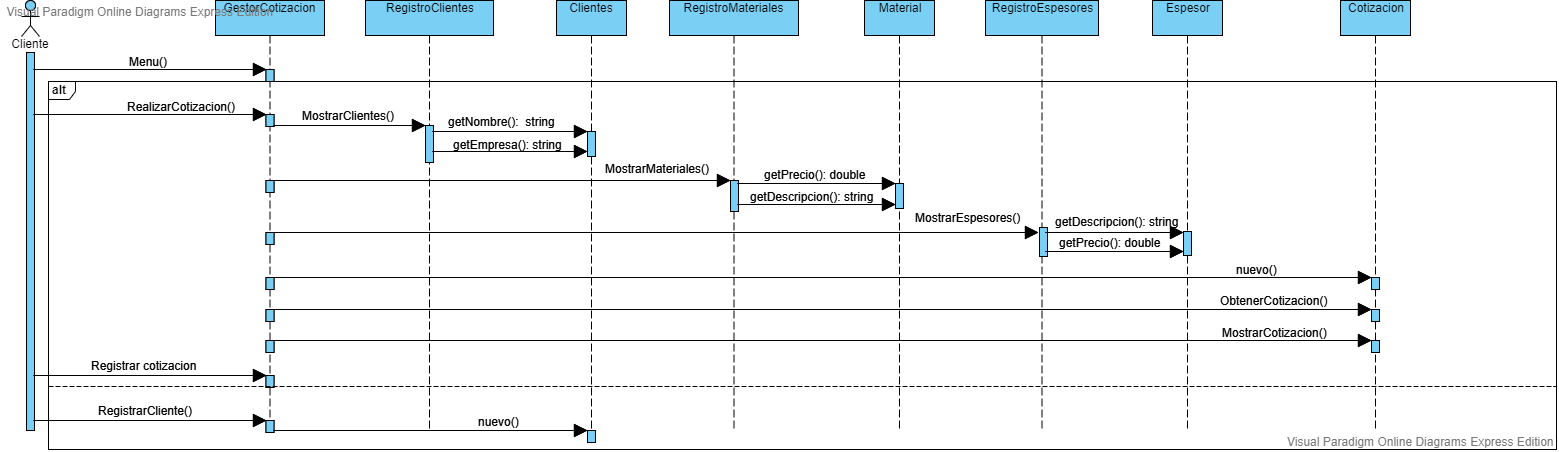 Visual Paradigm Online Diagrams Express Edition
GestorCotizacion
RegistroClientes
Clientes
RegistroMateriales
Material
RegistroEspesores
Espesor
Cotizacion
Cliente
Menu()
alt
RealizarCotizacion()
MostrarClientes()
getNombre(): string
getEmpresa(): string
MostrarMateriales()
getPrecio(): double
getDescripcion(): string
MostrarEspesores()
getDescripcion(): string
getPrecio(): double
nuevo()
ObtenerCotizacion()
MostrarCotizacion()
Registrar cotizacion
RegistrarCliente()
nuevo()
Visual Paradigm Online Diagrams Express Edition